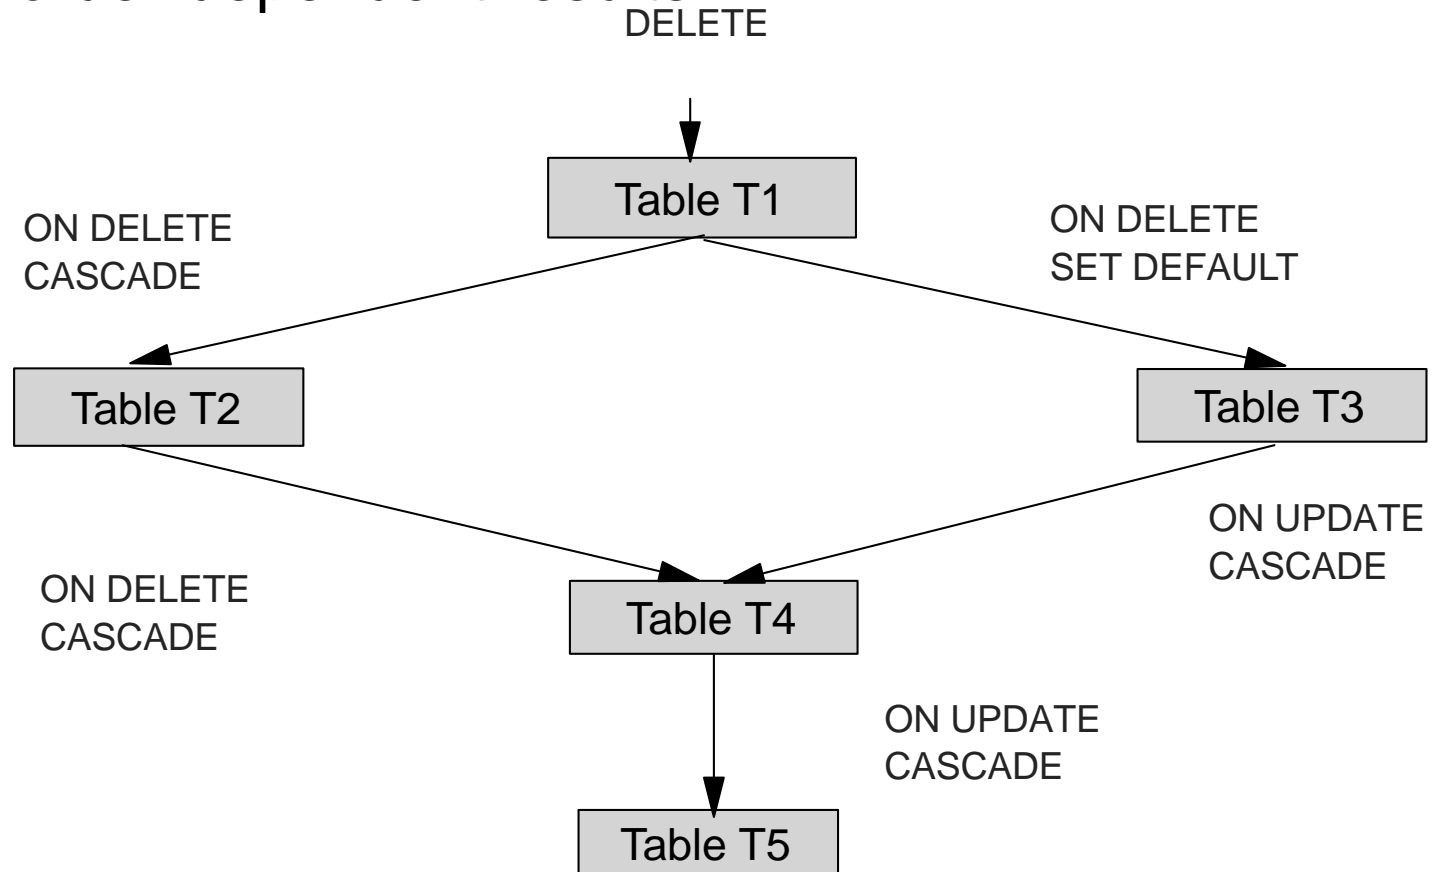 DELETE
Table T1
ON DELETE
CASCADE
ON DELETE
SET DEFAULT
Table T2
Table T3
ON UPDATE
CASCADE
ON DELETE
CASCADE
Table T4
ON UPDATE
CASCADE
Table T5